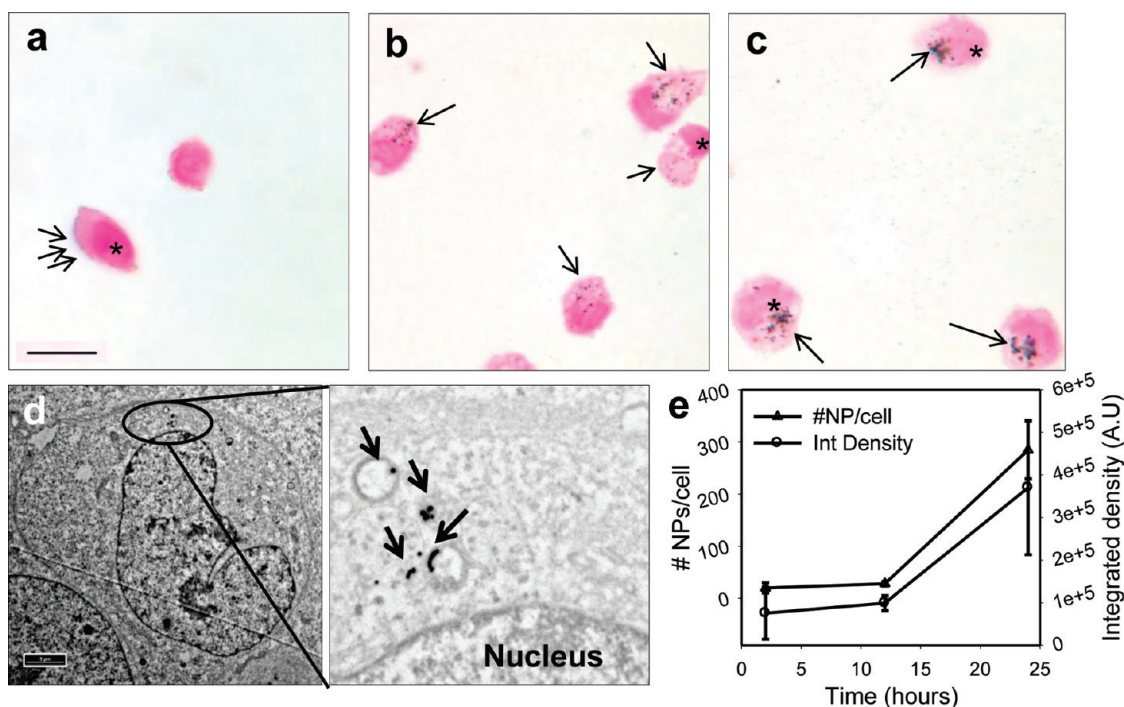 a
b
c
*
*
*
*
d
Nucleus
e
#NP/cell
Int Density
# NPs/cell
400
300
200
100
0
Integrated density (A.U)
6e+5
5e+5
4e+5
3e+5
2e+5
1e+5
0
0 5 10 15 20 25
Time (hours)